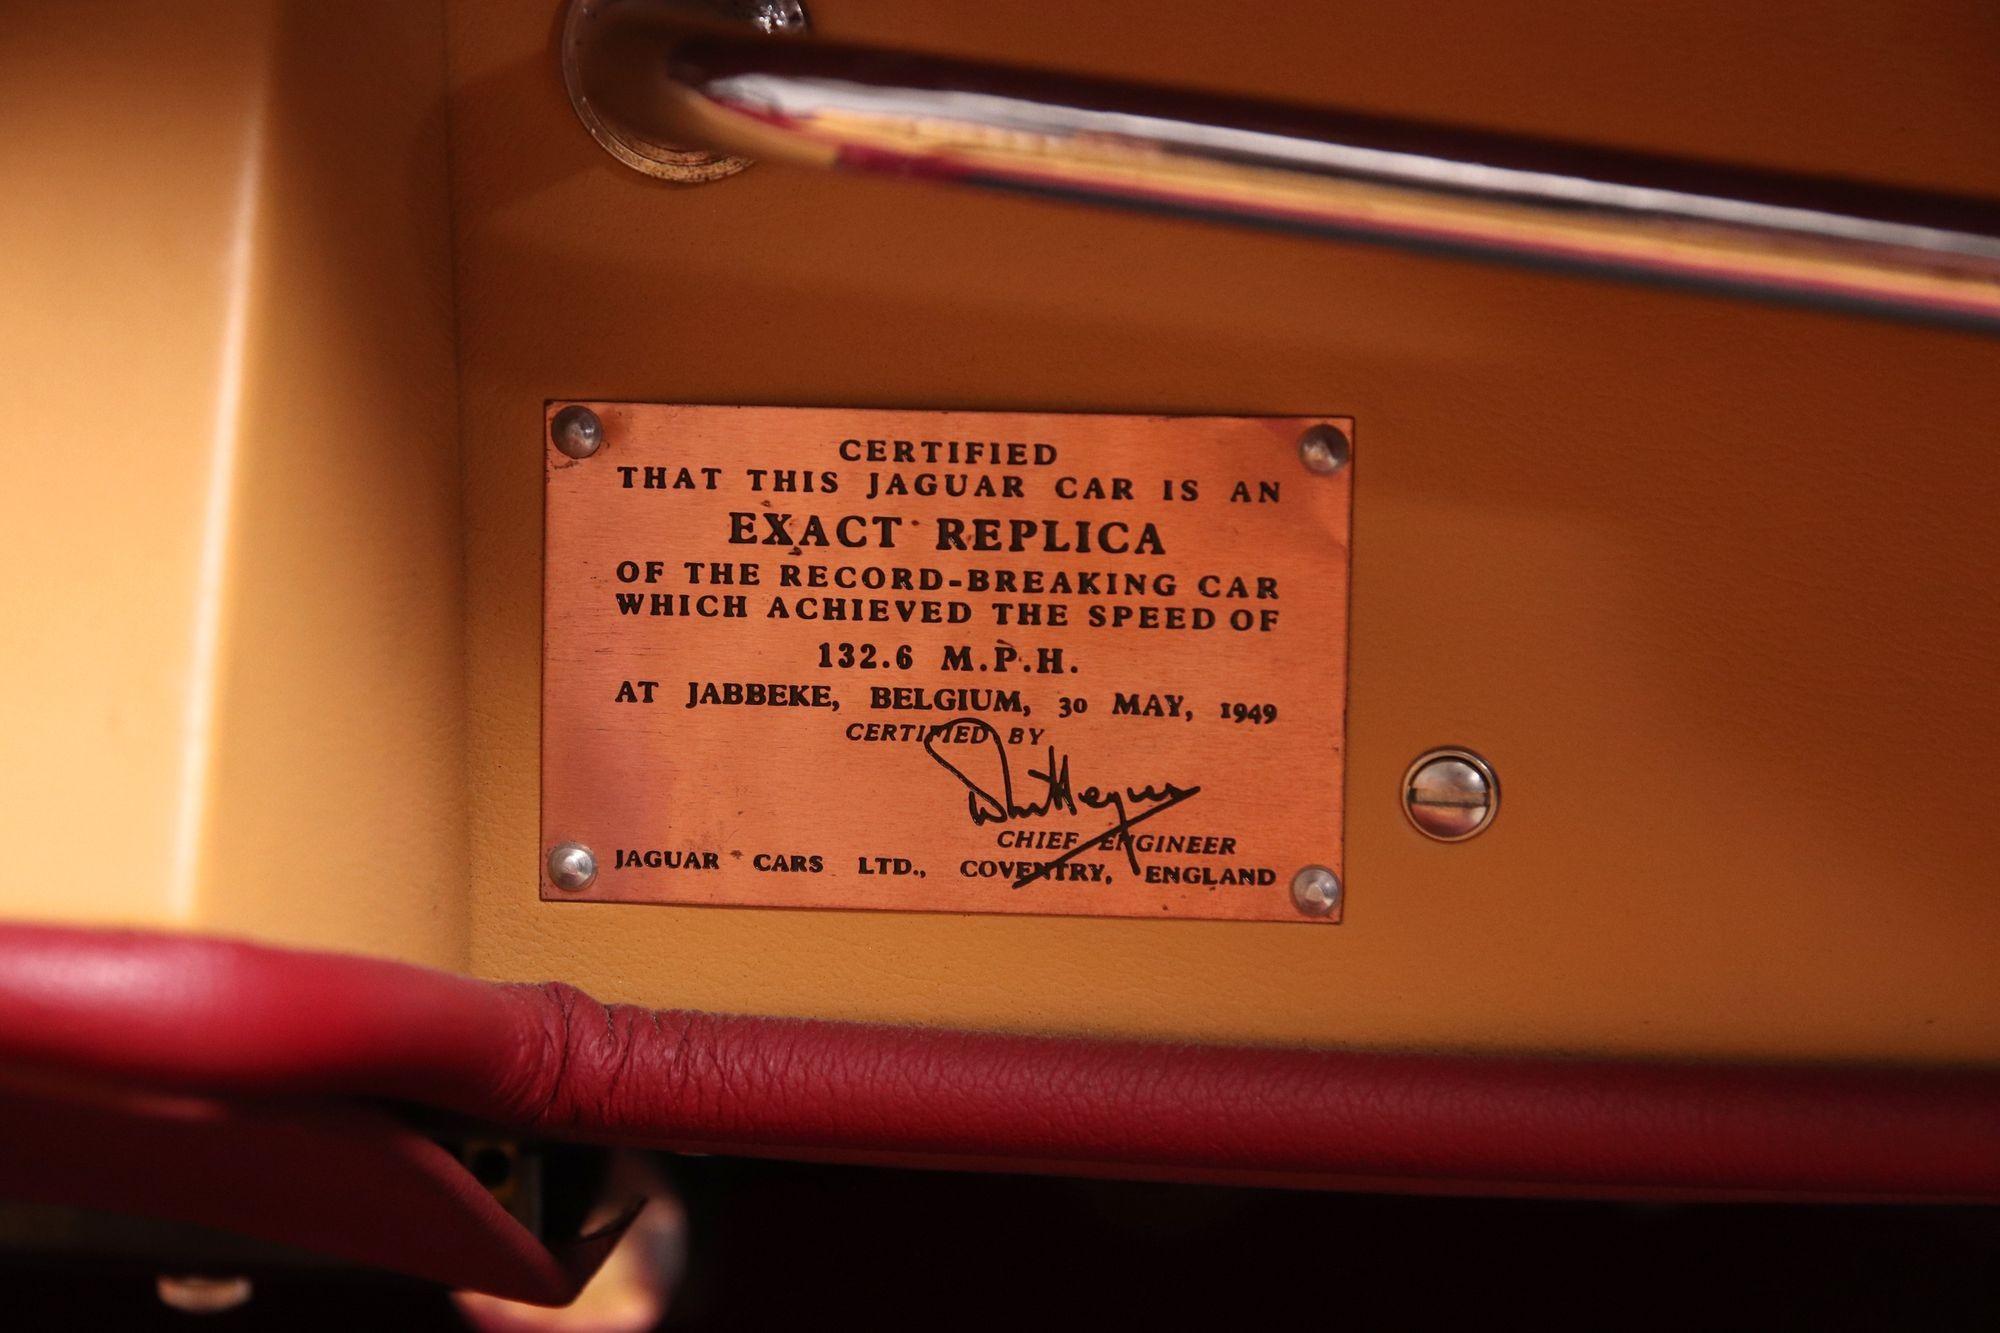 CERTIFIED
THAT THIS JAGUAR CAR IS AN
EXACT REPLICA
OF THE RECORD-BREAKING CAR
WHICH ACHIEVED THE SPEED OF
132.6 M.P.H.
AT JABBEKE, BELGIUM, 30 MAY, 1949
CERTIFIED BY
CHIEF ENGINEER
JAGUAR CARS LTD., COVENTRY, ENGLAND